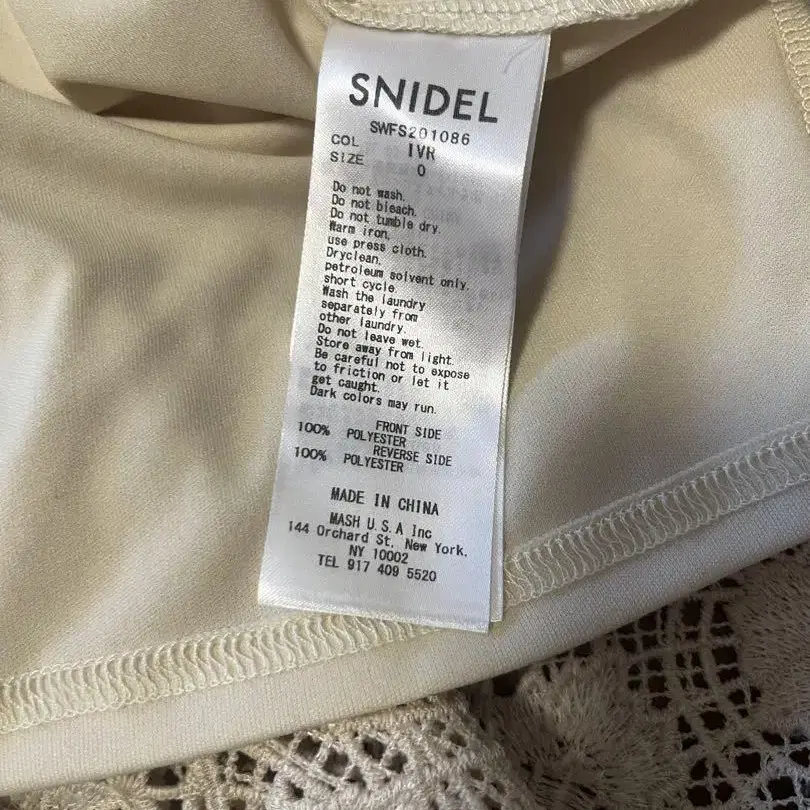 SNIDEL
SWFS201086
COL IVR
SIZE 0
Do not wash.
Do not bleach.
Do not tumble dry.
Warm iron,
use press cloth.
Dryclean,
petroleum solvent only.
short cycle.
Wash the laundry
separately from
other laundry.
Do not leave wet.
Store away from light.
Be careful not to expose
to friction or let it
get caught.
Dark colors may run.
FRONT SIDE
100% POLYESTER
REVERSE SIDE
100% POLYESTER
MADE IN CHINA
MASH U.S.A Inc
144 Orchard St, New York.
NY 10002
TEL 917 409 5520